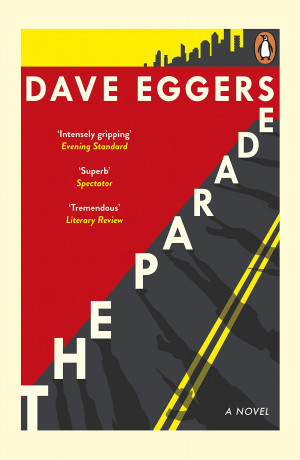 DAVE EGGERS
'Intensely gripping'
Evening Standard
'Superb'
Spectator
'Tremendous'
Literary Review
THE PARADE
A NOVEL